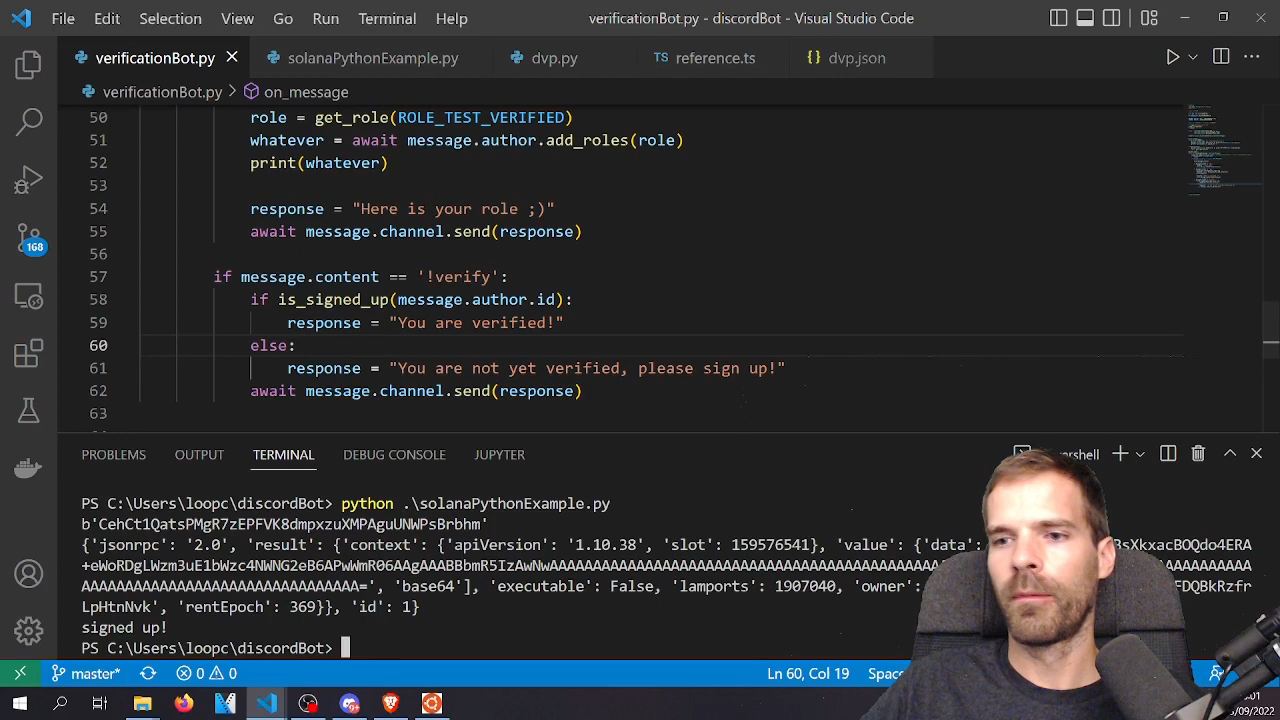 File Edit Selection View Go Run Terminal Help verificationBot.py - discordBot - Visual Studio Code
verificationBot.py solanaPythonExample.py dvp.py TS reference.ts {} dvp.json
verificationBot.py > on_message
50 role = get_role(ROLE_TEST_VERIFIED)
51 whatever = await message.author.add_roles(role)
52 print(whatever)
53
54 response = "Here is your role ;)"
55 await message.channel.send(response)
56
57 if message.content == '!verify':
58 if is_signed_up(message.author.id):
59 response = "You are verified!"
60 else:
61 response = "You are not yet verified, please sign up!"
62 await message.channel.send(response)
63
168
PROBLEMS OUTPUT TERMINAL DEBUG CONSOLE JUPYTER
PS C:\Users\loopc\discordBot> python .\solanaPythonExample.py
b'CehCt1QatsPMgR7zEPFVK8dmpxzuXMPAguUNWPsBrbhm'
{'jsonrpc': '2.0', 'result': {'context': {'apiVersion': '1.10.38', 'slot': 159576541}, 'value': {'data':
'base64'], 'executable': False, 'lamports': 1907040, 'owner':
LpHtnNvk', 'rentEpoch': 369}}, 'id': 1}
signed up!
PS C:\Users\loopc\discordBot>
master* 0 0 Ln 60, Col 19